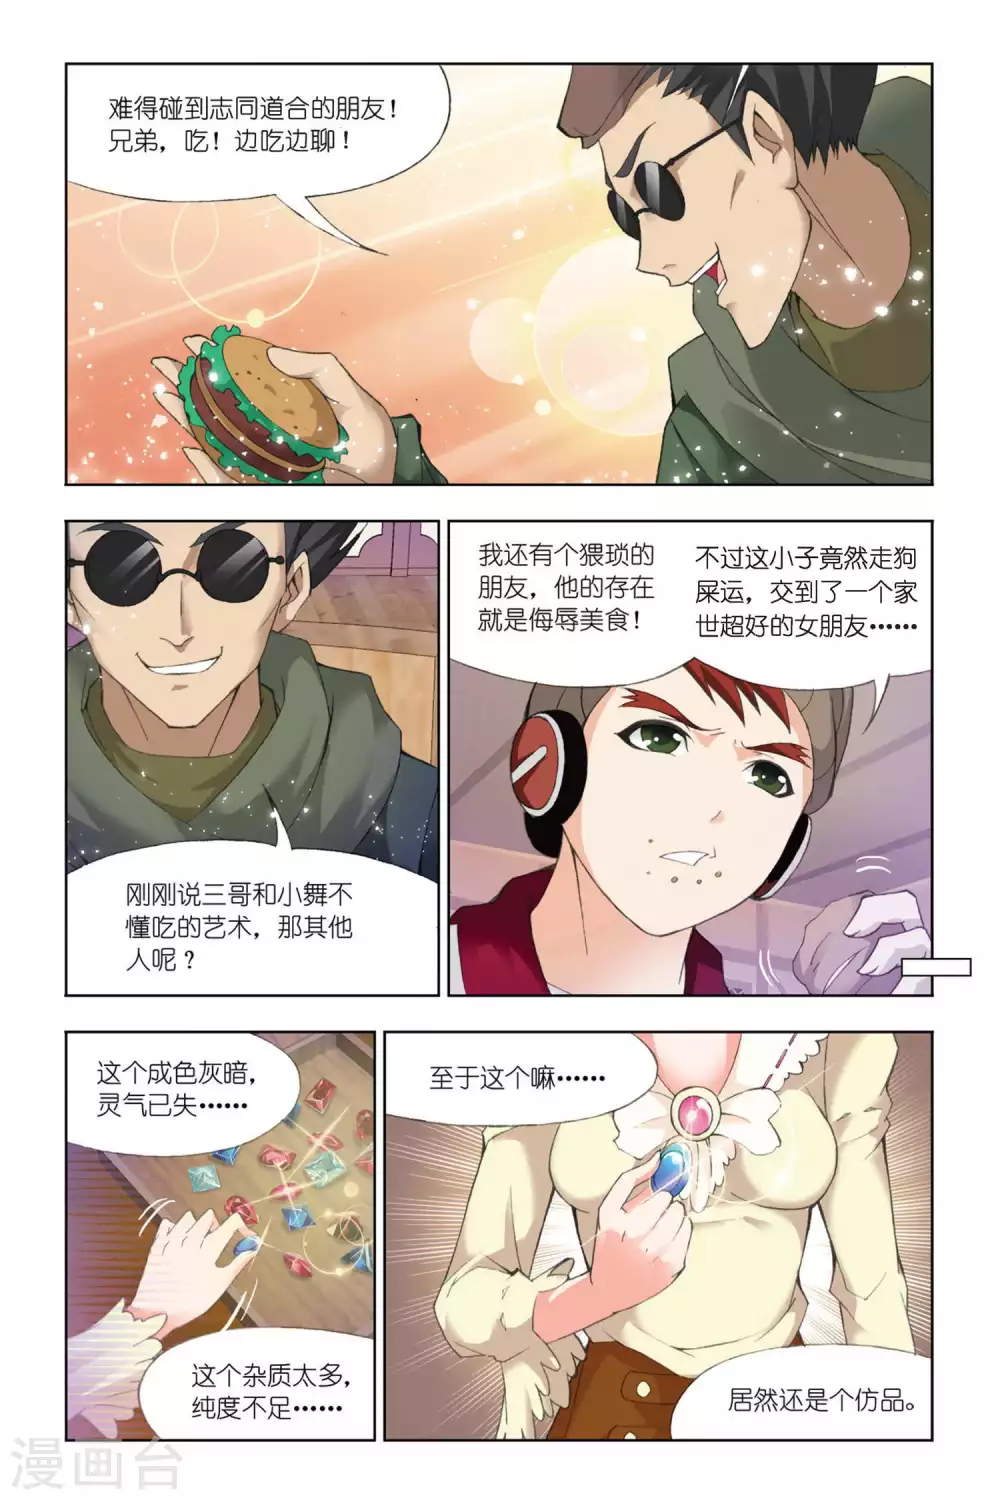 难得碰到志同道合的朋友！
兄弟，吃！边吃边聊！
刚刚说三哥和小舞不
懂吃的艺术，那其他
人呢？
我还有个猥琐的
朋友，他的存在
就是侮辱美食！
不过这小子竟然走狗
屎运，交到了一个家
世超好的女朋友······
这个成色灰暗，
灵气已失······
这个杂质太多，
纯度不足······
至于这个嘛······
居然还是个仿品。
漫画台